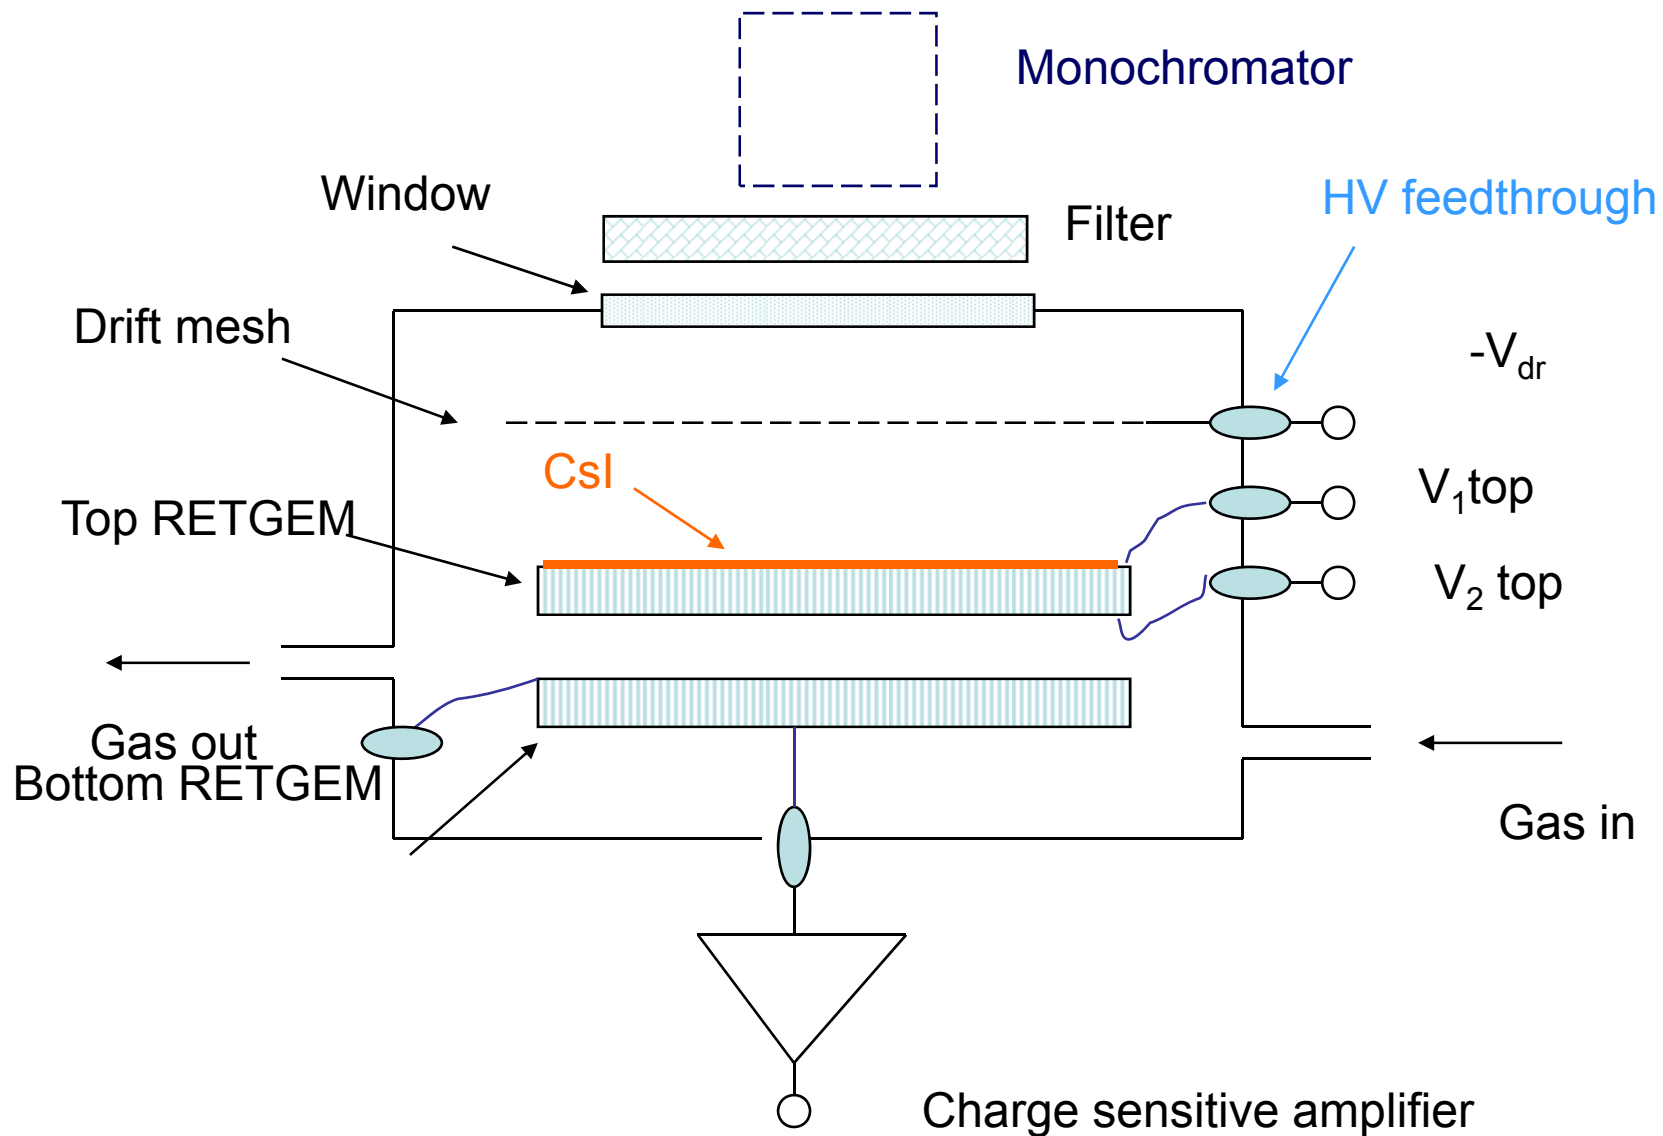 Monochromator
Window
HV feedthrough
Filter
Drift mesh
-Vdr
CsI
V1top
Top RETGEM
V2 top
Gas out
Bottom RETGEM
Gas in
Charge sensitive amplifier